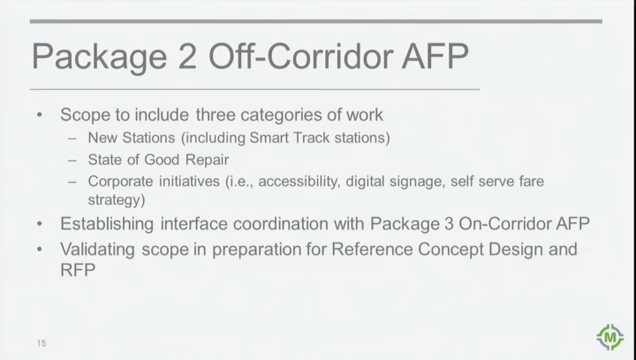 Package 2 Off-Corridor AFP
• Scope to include three categories of work
– New Stations (including Smart Track stations)
– State of Good Repair
– Corporate initiatives (i.e., accessibility, digital signage, self serve fare
strategy)
• Establishing interface coordination with Package 3 On-Corridor AFP
• Validating scope in preparation for Reference Concept Design and
RFP
15
M